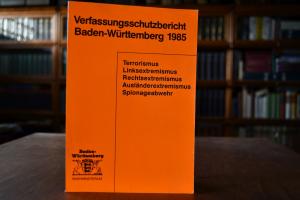 Verfassungsschutzbericht
Baden-Württemberg 1985
Terrorismus
Linksextremismus
Rechtsextremismus
Ausländerextremismus
Spionageabwehr
Baden-
Württemberg